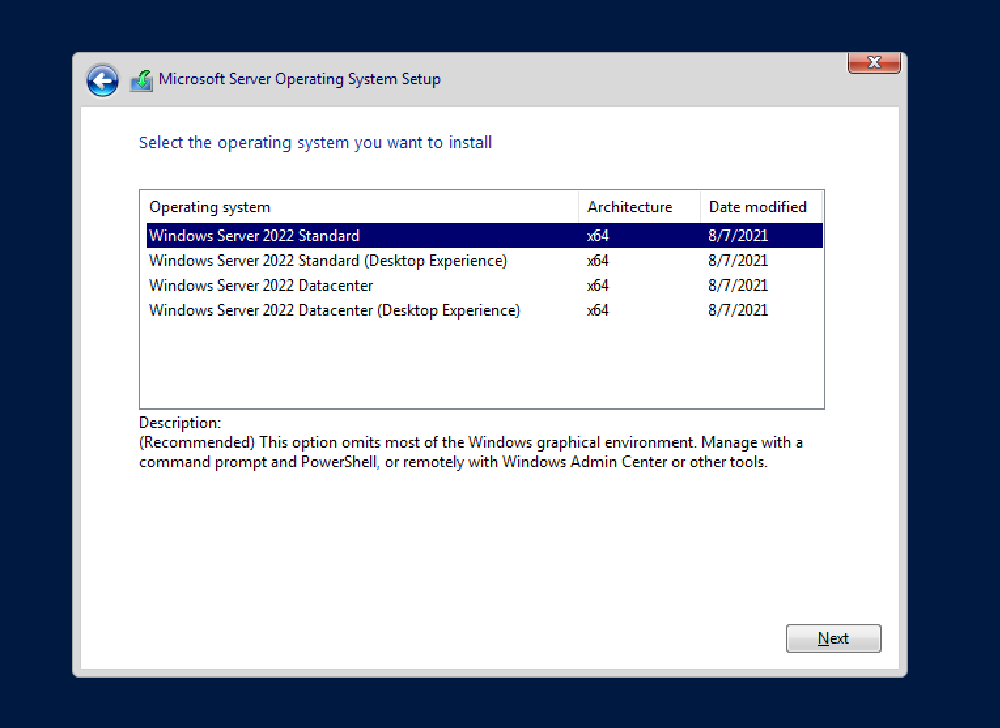 Microsoft Server Operating System Setup
X
Select the operating system you want to install
Operating system Architecture Date modified
Windows Server 2022 Standard x64 8/7/2021
Windows Server 2022 Standard (Desktop Experience) x64 8/7/2021
Windows Server 2022 Datacenter x64 8/7/2021
Windows Server 2022 Datacenter (Desktop Experience) x64 8/7/2021
Description:
(Recommended) This option omits most of the Windows graphical environment. Manage with a
command prompt and PowerShell, or remotely with Windows Admin Center or other tools.
Next